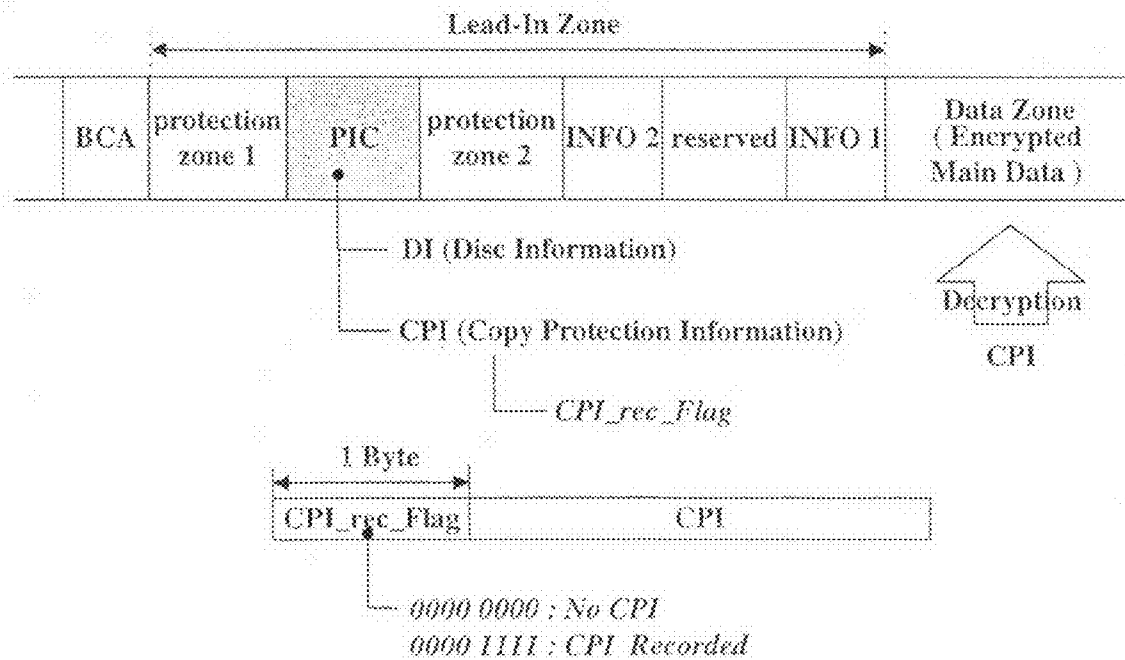 Lead-In Zone
BCA
protection
zone 1
PIC
protection
zone 2
INFO 2
reserved
INFO 1
Data Zone
( Encrypted
Main Data )
DI (Disc Information)
CPI (Copy Protection Information)
CPI_rec_Flag
Decryption
CPI
1 Byte
CPI_rec_Flag
CPI
0000 0000 : No CPI
0000 1111 : CPI Recorded